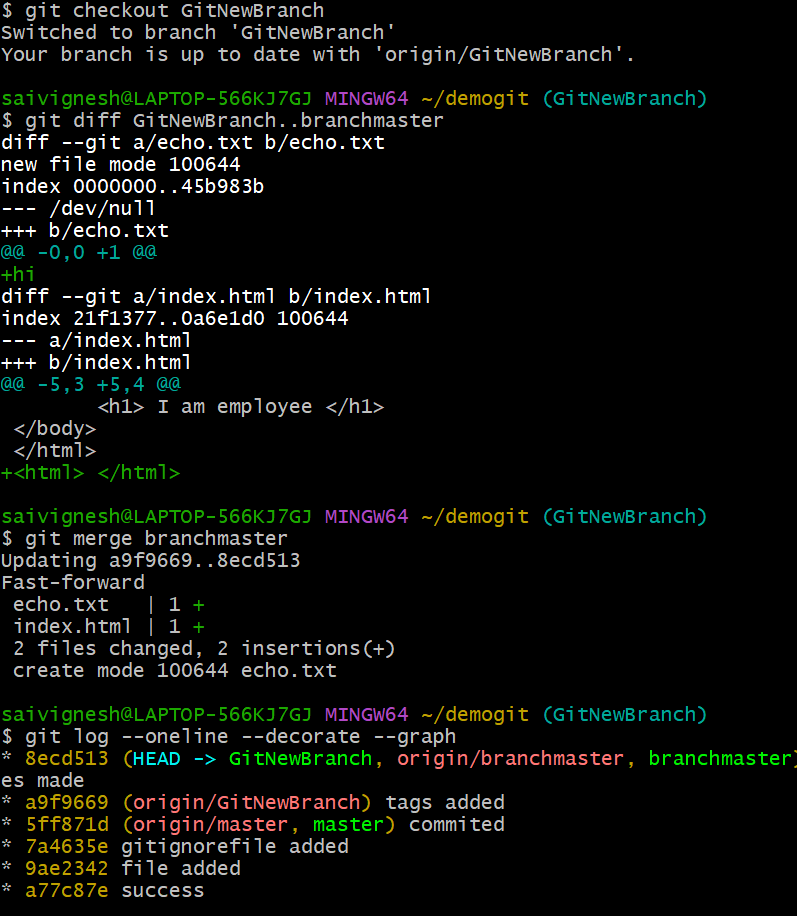 $ git checkout GitNewBranch
Switched to branch 'GitNewBranch'
Your branch is up to date with 'origin/GitNewBranch'.
saivignesh@LAPTOP-566KJ7GJ MINGW64 ~/demogit (GitNewBranch)
$ git diff GitNewBranch..branchmaster
diff --git a/echo.txt b/echo.txt
new file mode 100644
index 0000000..45b983b
--- /dev/null
+++ b/echo.txt
@@ -0,0 +1 @@
+hi
diff --git a/index.html b/index.html
index 21f1377..0a6e1d0 100644
--- a/index.html
+++ b/index.html
@@ -5,3 +5,4 @@
        <h1> I am employee </h1>
 </body>
 </html>
+<html> </html>
saivignesh@LAPTOP-566KJ7GJ MINGW64 ~/demogit (GitNewBranch)
$ git merge branchmaster
Updating a9f9669..8ecd513
Fast-forward
 echo.txt   | 1 +
 index.html | 1 +
 2 files changed, 2 insertions(+)
 create mode 100644 echo.txt
saivignesh@LAPTOP-566KJ7GJ MINGW64 ~/demogit (GitNewBranch)
$ git log --oneline --decorate --graph
* 8ecd513 (HEAD -> GitNewBranch, origin/branchmaster, branchmaster)
es made
* a9f9669 (origin/GitNewBranch) tags added
* 5ff871d (origin/master, master) commited
* 7a4635e gitignorefile added
* 9ae2342 file added
* a77c87e success